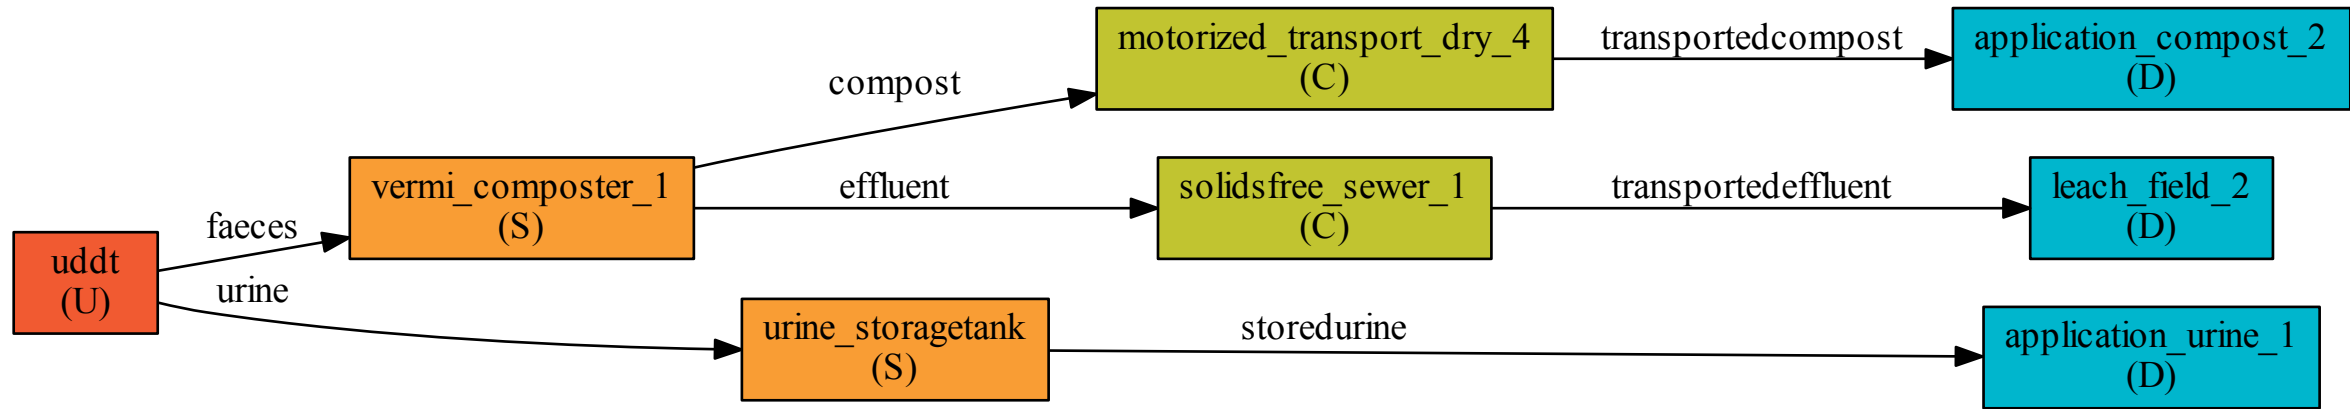 uddt
(U)
faeces
urine
vermi_composter_1
(S)
urine_storagetank
(S)
compost
effluent
storedurine
motorized_transport_dry_4
(C)
solidsfree_sewer_1
(C)
transportedcompost
transportedeffluent
application_compost_2
(D)
leach_field_2
(D)
application_urine_1
(D)